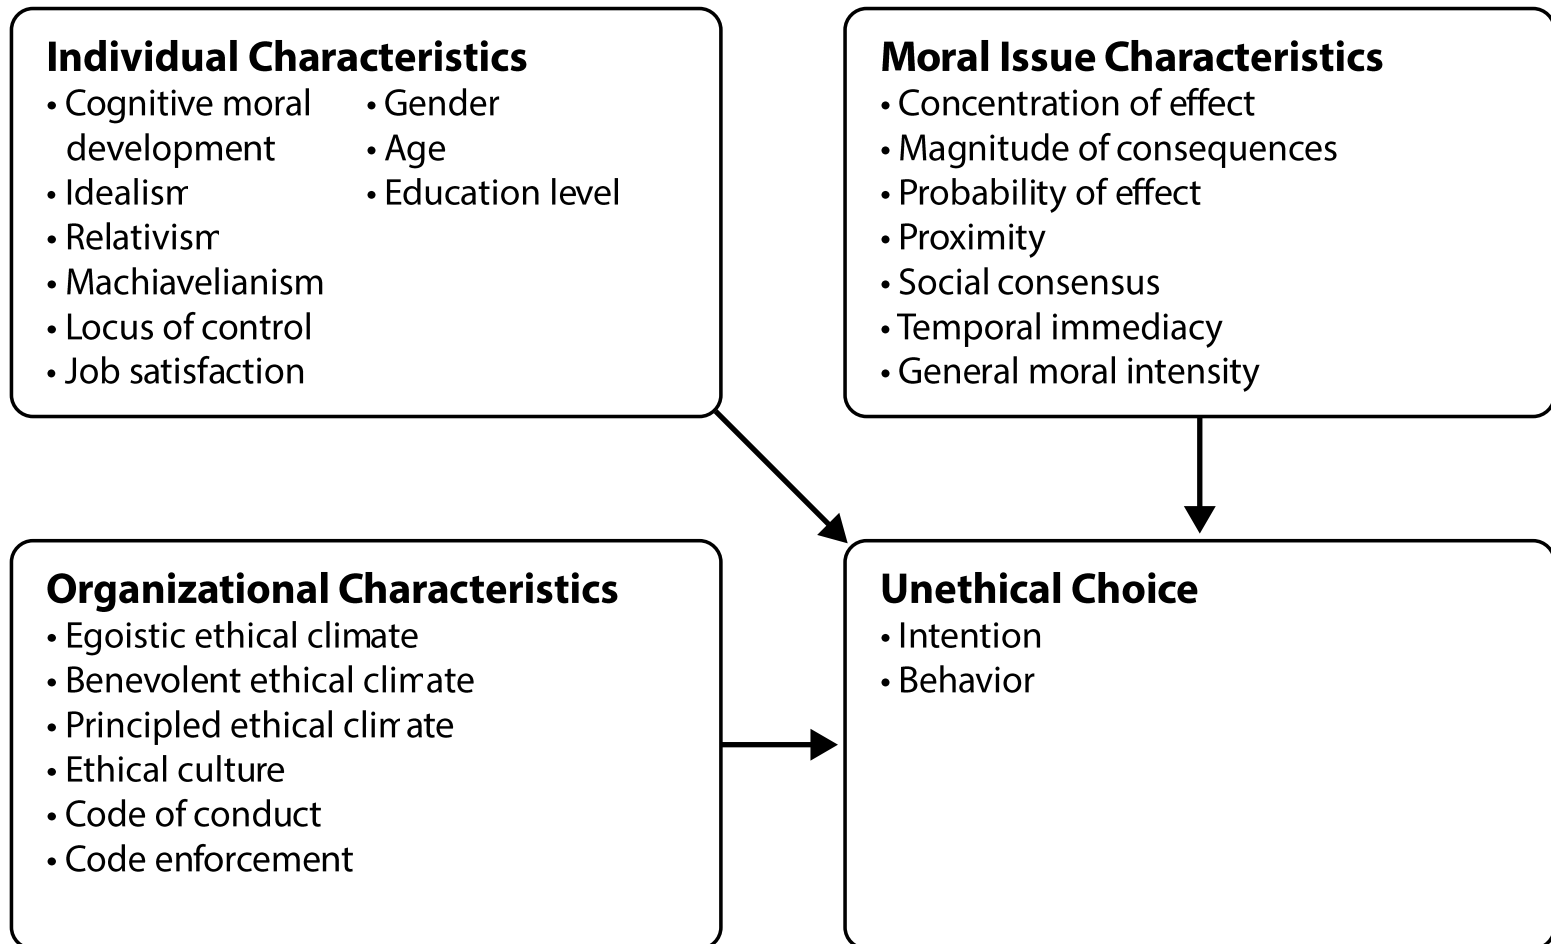 Individual Characteristics
• Cognitive moral
development
• Idealism
• Relativism
• Machiavelianism
• Locus of control
• Job satisfaction
• Gender
• Age
• Education level
Moral Issue Characteristics
• Concentration of effect
• Magnitude of consequences
• Probability of effect
• Proximity
• Social consensus
• Temporal immediacy
• General moral intensity
Organizational Characteristics
• Egoistic ethical climate
• Benevolent ethical climate
• Principled ethical climate
• Ethical culture
• Code of conduct
• Code enforcement
Unethical Choice
• Intention
• Behavior